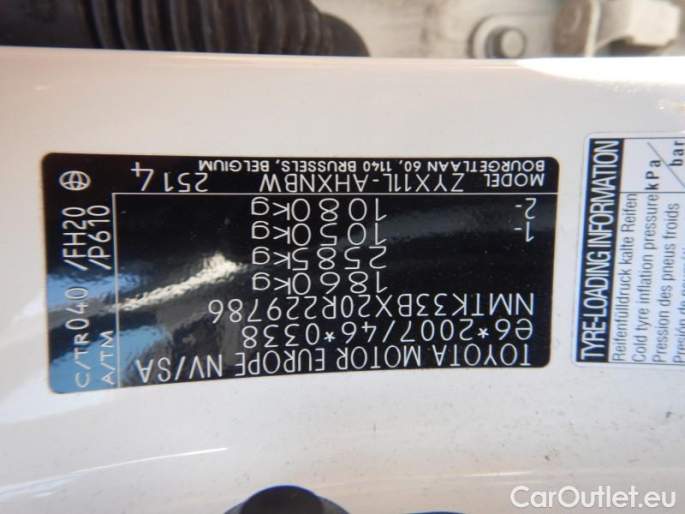 TOYOTA MOTOR EUROPE NV/SA
e6*2007/46*0338
NMTK33BX20R229786
1860kg
2585kg
1- 1050kg
2- 1080kg
MODEL ZYX11L-AHXNBW 2514
BOURGETLAAN 60, 1140 BRUSSELS, BELGIUM
C/TR 040 /FH20
A/TM /P610
TYRE-LOADING INFORMATION
Reifenfülldruck kalte Reifen
Cold tyre inflation pressure
Pression des pneus froids
kPa/
bar
CarOutlet.eu